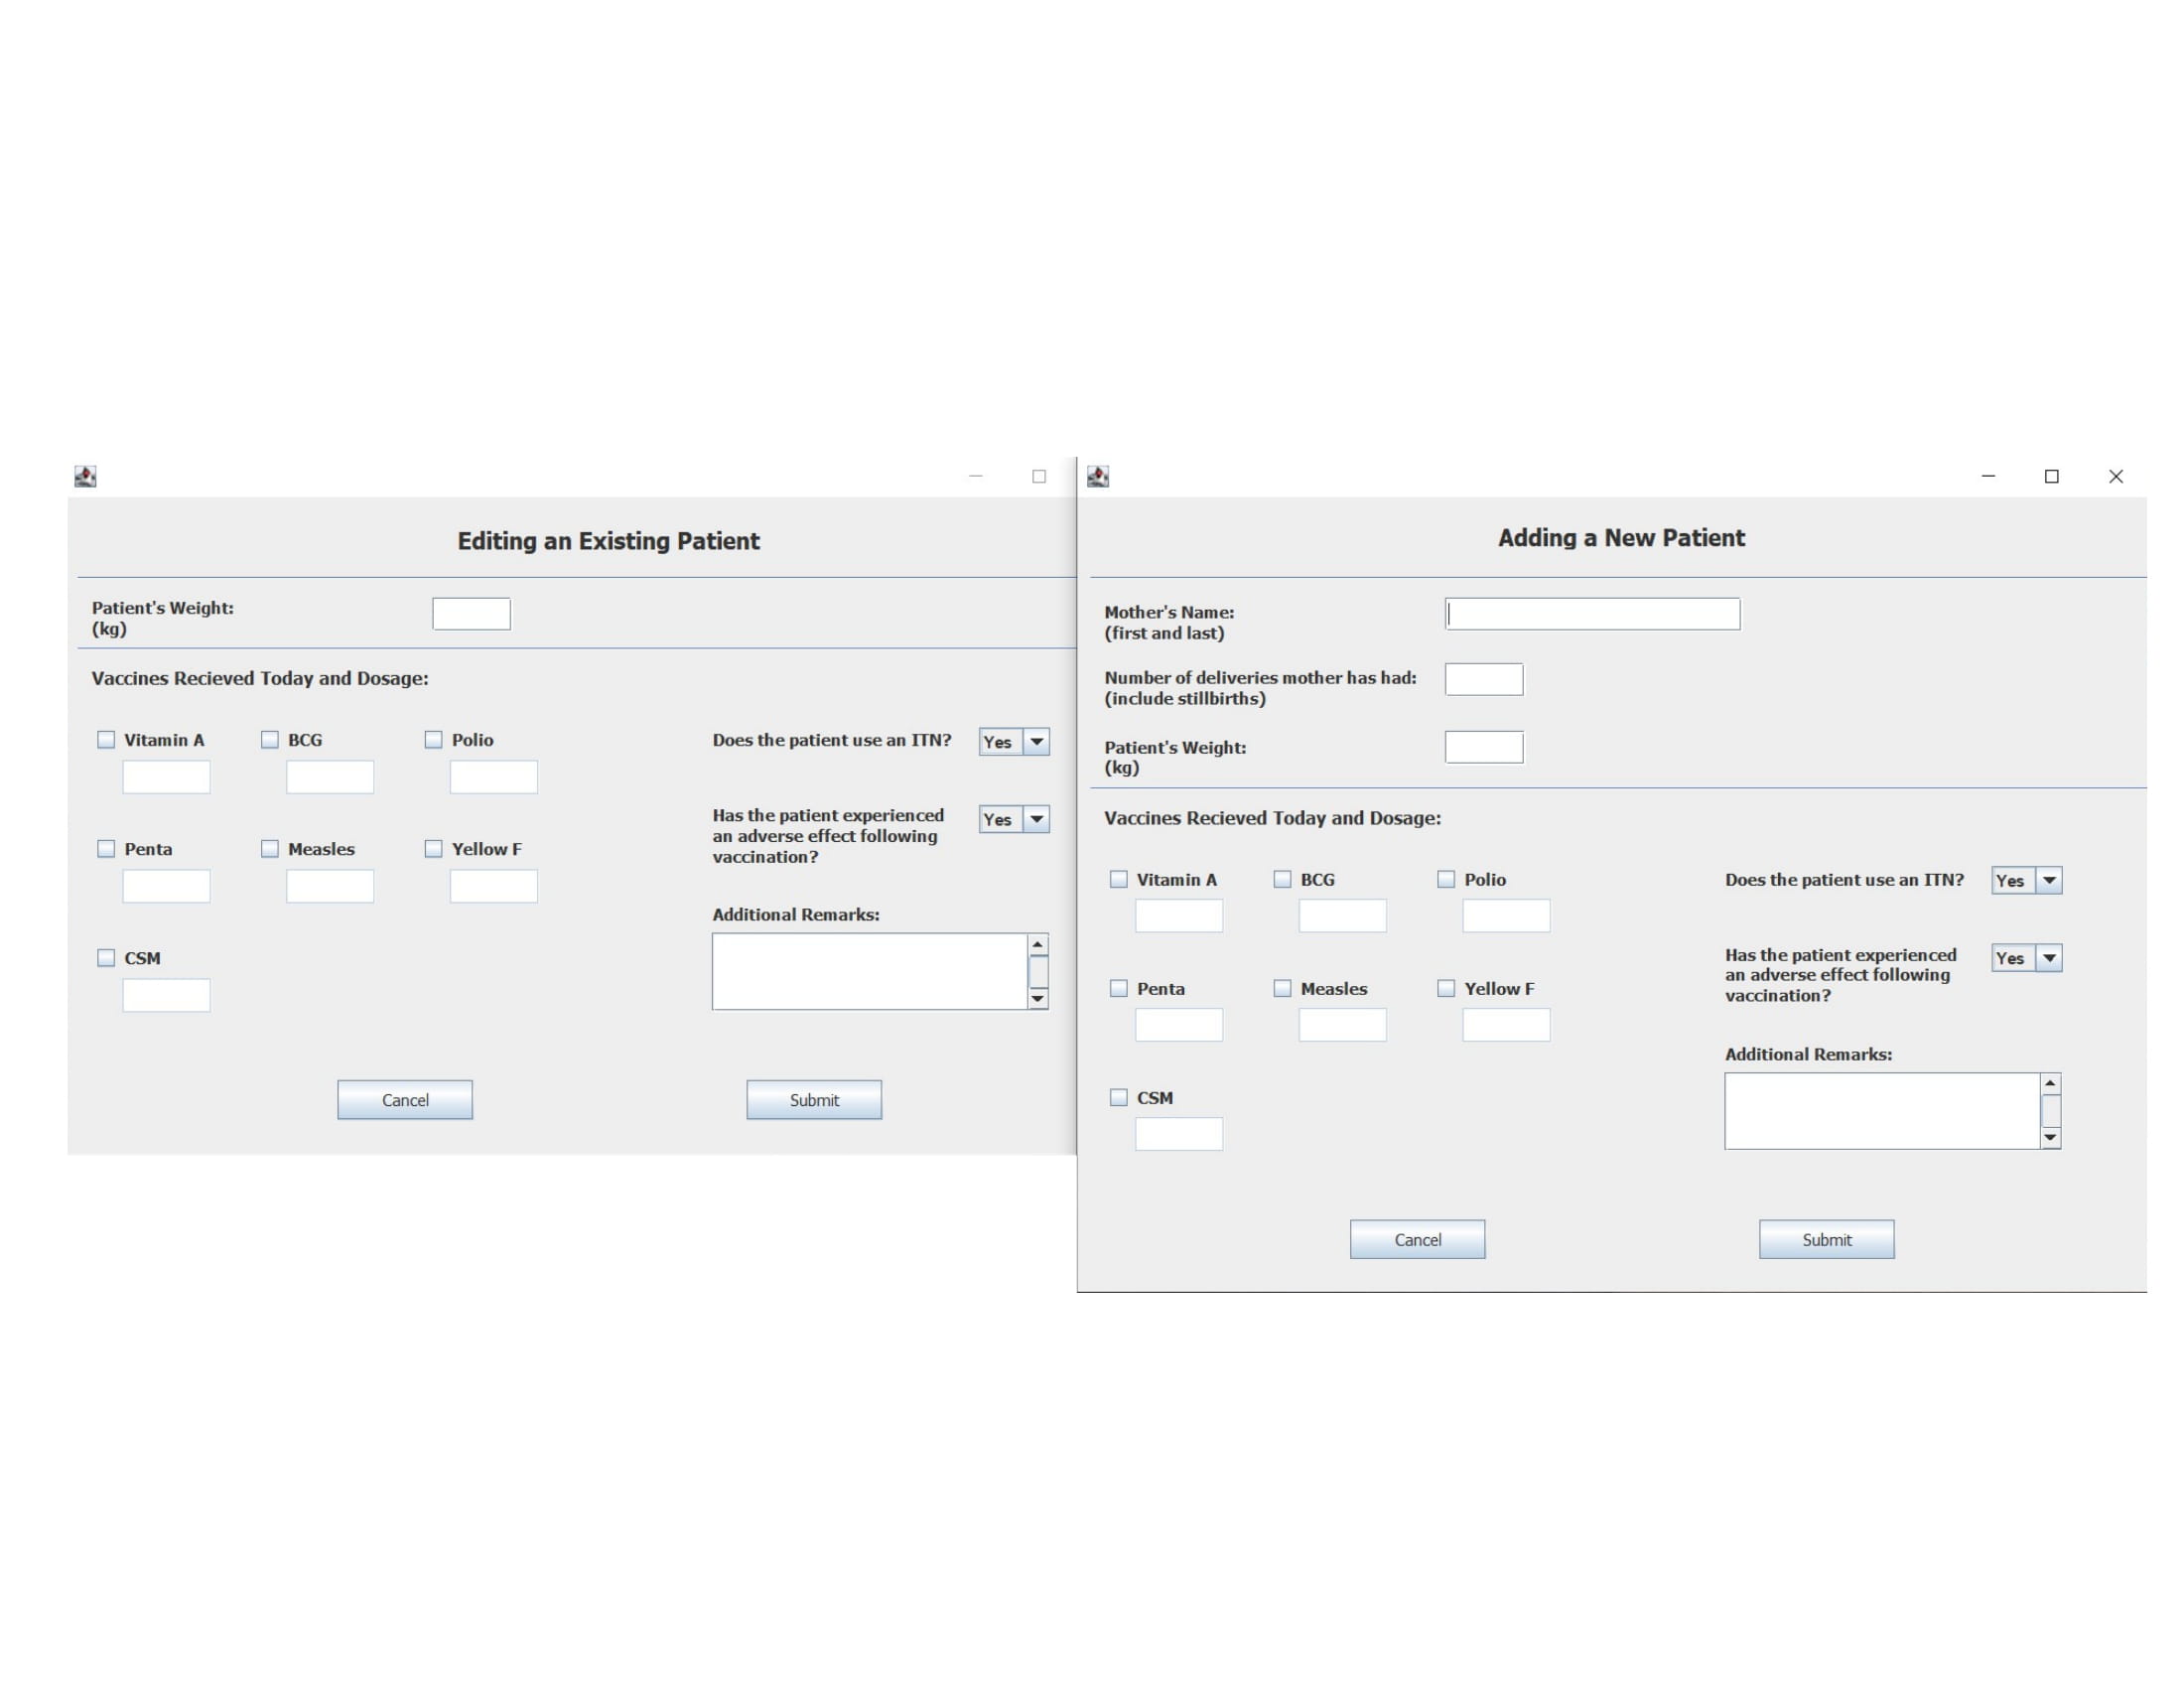 Editing an Existing Patient
Patient's Weight:
(kg)
Vaccines Recieved Today and Dosage:
Vitamin A
BCG
Polio
Does the patient use an ITN?
Yes
Has the patient experienced
an adverse effect following
vaccination?
Yes
Penta
Measles
Yellow F
Additional Remarks:
CSM
Cancel
Submit
Adding a New Patient
Mother's Name:
(first and last)
Number of deliveries mother has had:
(include stillbirths)
Patient's Weight:
(kg)
Vaccines Recieved Today and Dosage:
Vitamin A
BCG
Polio
Does the patient use an ITN?
Yes
Has the patient experienced
an adverse effect following
vaccination?
Yes
Penta
Measles
Yellow F
Additional Remarks:
CSM
Cancel
Submit